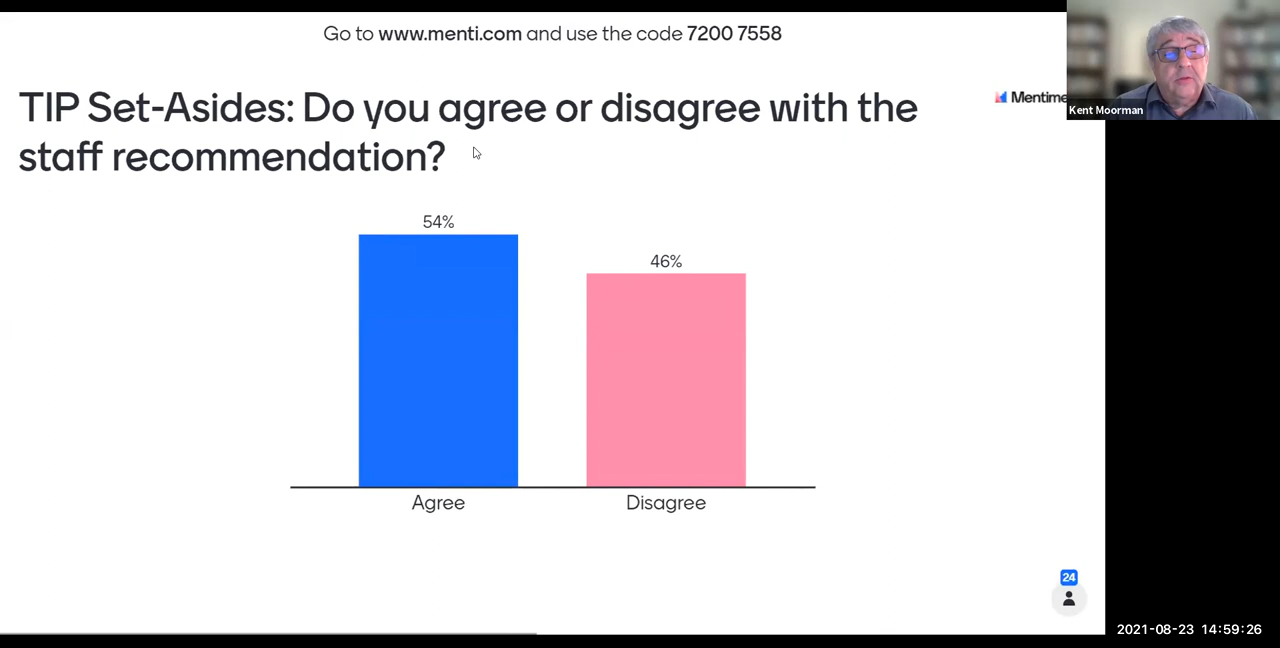 Go to www.menti.com and use the code 7200 7558
TIP Set-Asides: Do you agree or disagree with the
staff recommendation?
Mentime
Kent Moorman
54%
46%
Agree
Disagree
24
2021-08-23 14:59:26